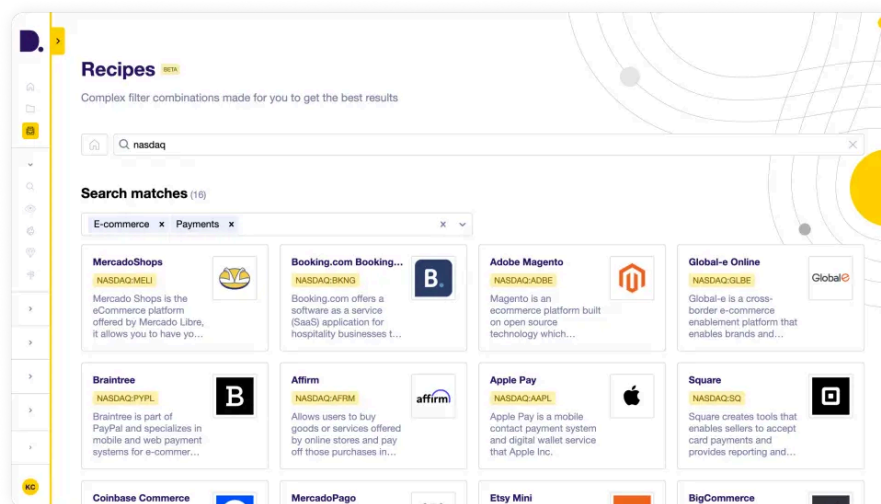 D.
Recipes BETA
Complex filter combinations made for you to get the best results
nasdaq
Search matches (16)
E-commerce × Payments ×
MercadoShops
NASDAQ:MELI
Mercado Shops is the
eCommerce platform
offered by Mercado Libre,
it allows you to have yo...
Booking.com Booking...
NASDAQ:BKNG
Booking.com offers a
software as a service
(SaaS) application for
hospitality businesses t...
B.
Adobe Magento
NASDAQ:ADBE
Magento is an
ecommerce platform built
on open source
technology which...
Global-e Online
NASDAQ:GLBE
Global-e is a cross-
border e-commerce
enablement platform that
enables brands and...
Globale
Braintree
NASDAQ:PYPL
Braintree is part of
PayPal and specializes in
mobile and web payment
systems for e-commer...
B
Affirm
NASDAQ:AFRM
Allows users to buy
goods or services offered
by online stores and pay
off those purchases in...
affirm
Apple Pay
NASDAQ:AAPL
Apple Pay is a mobile
contact payment system
and digital wallet service
that Apple Inc.
Square
NASDAQ:SQ
Square creates tools that
enables sellers to accept
card payments and
provides reporting and...
KC
Coinbase Commerce
MercadoPago
Etsy Mini
BigCommerce